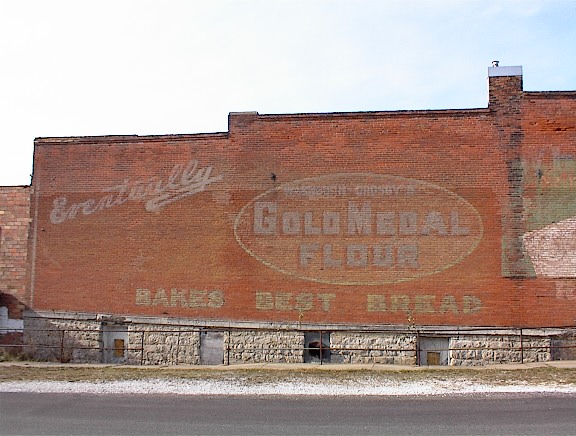 Eventually
WASHBURN CROSBY'S
GOLD MEDAL
FLOUR
BAKES BEST BREAD